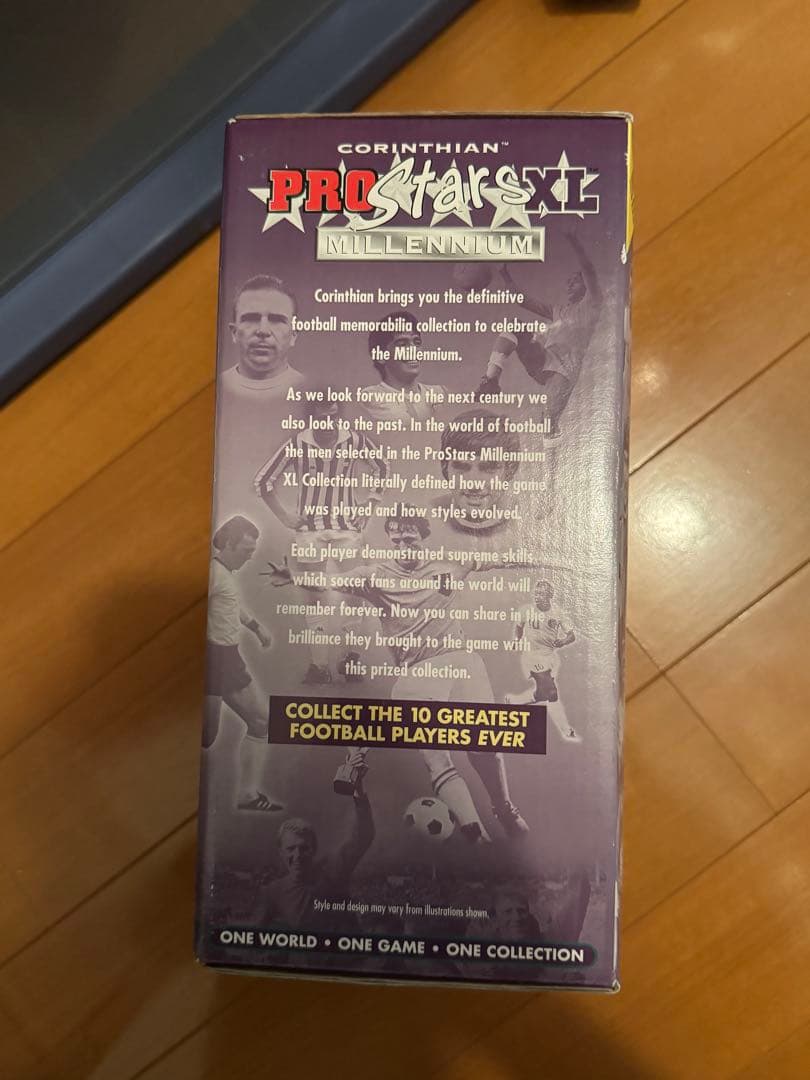 CORINTHIAN™
PROStarsXL™
MILLENNIUM
Corinthian brings you the definitive
football memorabilia collection to celebrate
the Millennium.
As we look forward to the next century we
also look to the past. In the world of football
the men selected in the ProStars Millennium
XL Collection literally defined how the game
was played and how styles evolved.
Each player demonstrated supreme skills
which soccer fans around the world will
remember forever. Now you can share in the
brilliance they brought to the game with
this prized collection.
10
COLLECT THE 10 GREATEST
FOOTBALL PLAYERS EVER
Style and design may vary from illustrations shown.
ONE WORLD • ONE GAME • ONE COLLECTION